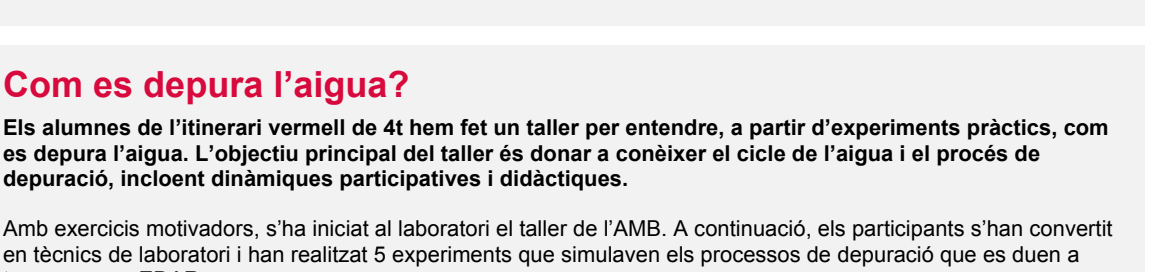 Com es depura l’aigua?
Els alumnes de l’itinerari vermell de 4t hem fet un taller per entendre, a partir d’experiments pràctics, com
es depura l’aigua. L’objectiu principal del taller és donar a conèixer el cicle de l’aigua i el procés de
depuració, incloent dinàmiques participatives i didàctiques.
Amb exercicis motivadors, s’ha iniciat al laboratori el taller de l’AMB. A continuació, els participants s’han convertit
en tècnics de laboratori i han realitzat 5 experiments que simulaven els processos de depuració que es duen a